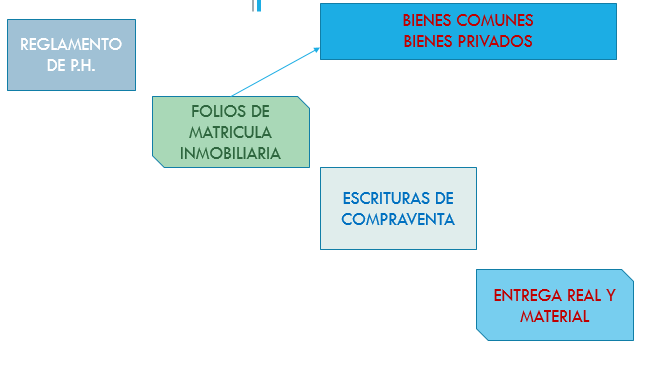 REGLAMENTO
DE P.H.
BIENES COMUNES
BIENES PRIVADOS
FOLIOS DE
MATRICULA
INMOBILIARIA
ESCRITURAS DE
COMPRAVENTA
ENTREGA REAL Y
MATERIAL